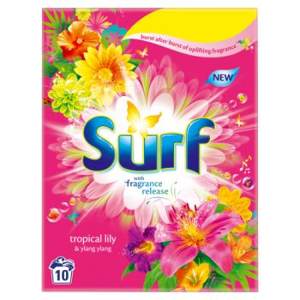 burst after burst of uplifting fragrance
NEW
Surf
with
fragrance
release
tropical lily
& ylang ylang
10